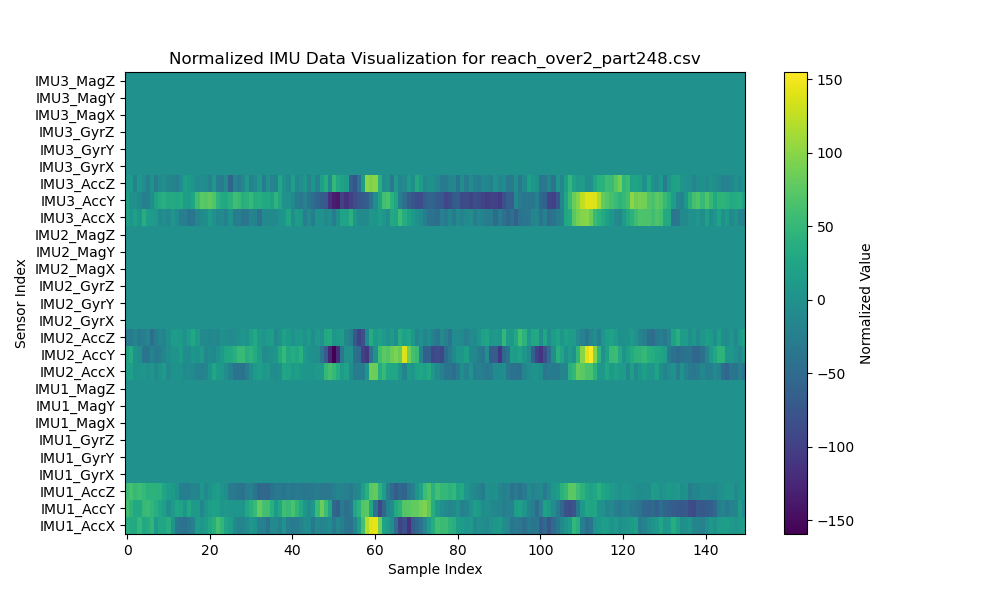 Normalized IMU Data Visualization for reach_over2_part248.csv
IMU3_MagZ
IMU3_MagY
IMU3_MagX
IMU3_GyrZ
IMU3_GyrY
IMU3_GyrX
IMU3_AccZ
IMU3_AccY
IMU3_AccX
IMU2_MagZ
IMU2_MagY
IMU2_MagX
IMU2_GyrZ
IMU2_GyrY
IMU2_GyrX
IMU2_AccZ
IMU2_AccY
IMU2_AccX
IMU1_MagZ
IMU1_MagY
IMU1_MagX
IMU1_GyrZ
IMU1_GyrY
IMU1_GyrX
IMU1_AccZ
IMU1_AccY
IMU1_AccX
Sensor Index
0 20 40 60 80 100 120 140
Sample Index
150
100
50
0
−50
−100
−150
Normalized Value